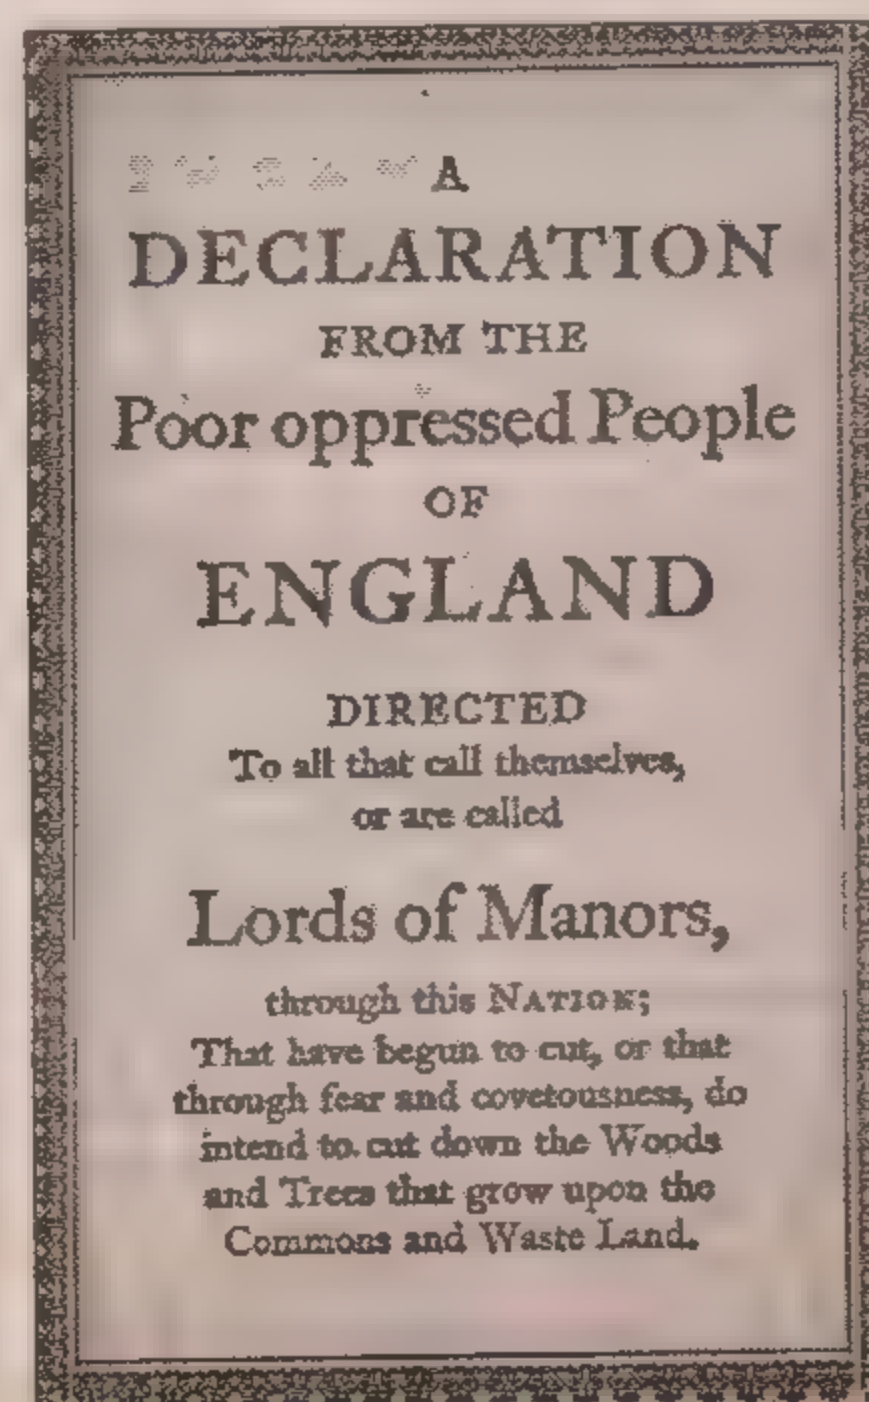 A
DECLARATION
FROM THE
Poor oppressed People
OF
ENGLAND
DIRECTED
To all that call themselves,
or are called
Lords of Manors,
through this NATION;
That have begun to cut, or that
through fear and covetousness, do
intend to cut down the Woods
and Trees that grow upon the
Commons and Waste Land.